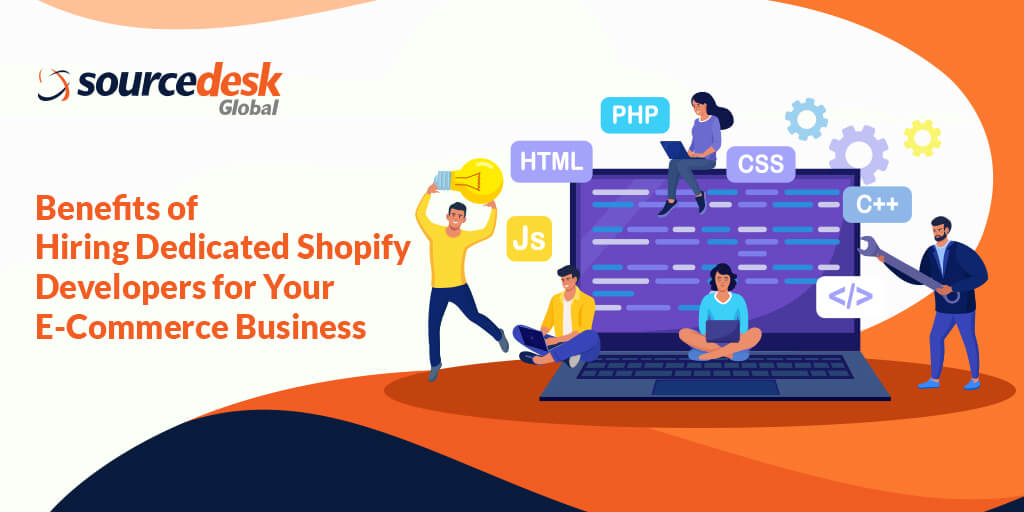 sourcedesk
Global
Benefits of
Hiring Dedicated Shopify
Developers for Your
E-Commerce Business
PHP
HTML
CSS
C++
Js
</>